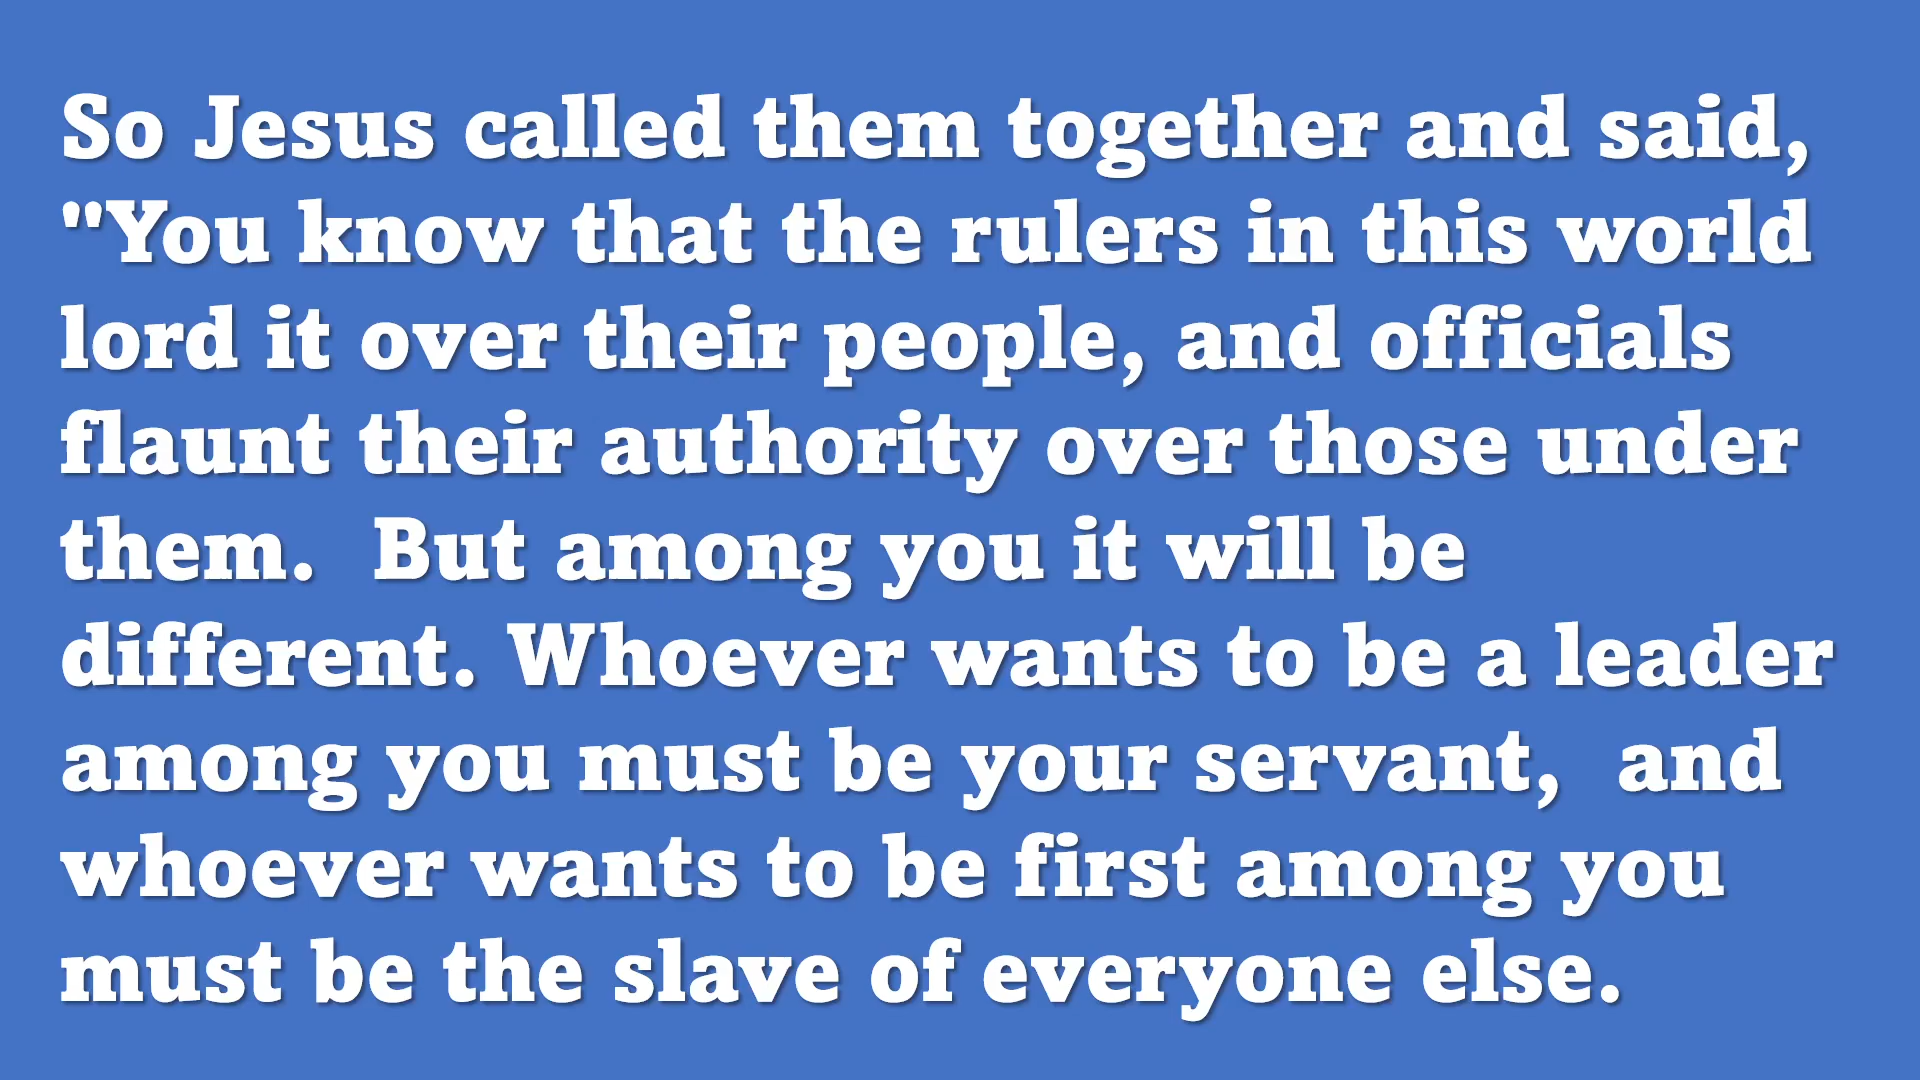 So Jesus called them together and said,
"You know that the rulers in this world
lord it over their people, and officials
flaunt their authority over those under
them.  But among you it will be
different. Whoever wants to be a leader
among you must be your servant,  and
whoever wants to be first among you
must be the slave of everyone else.